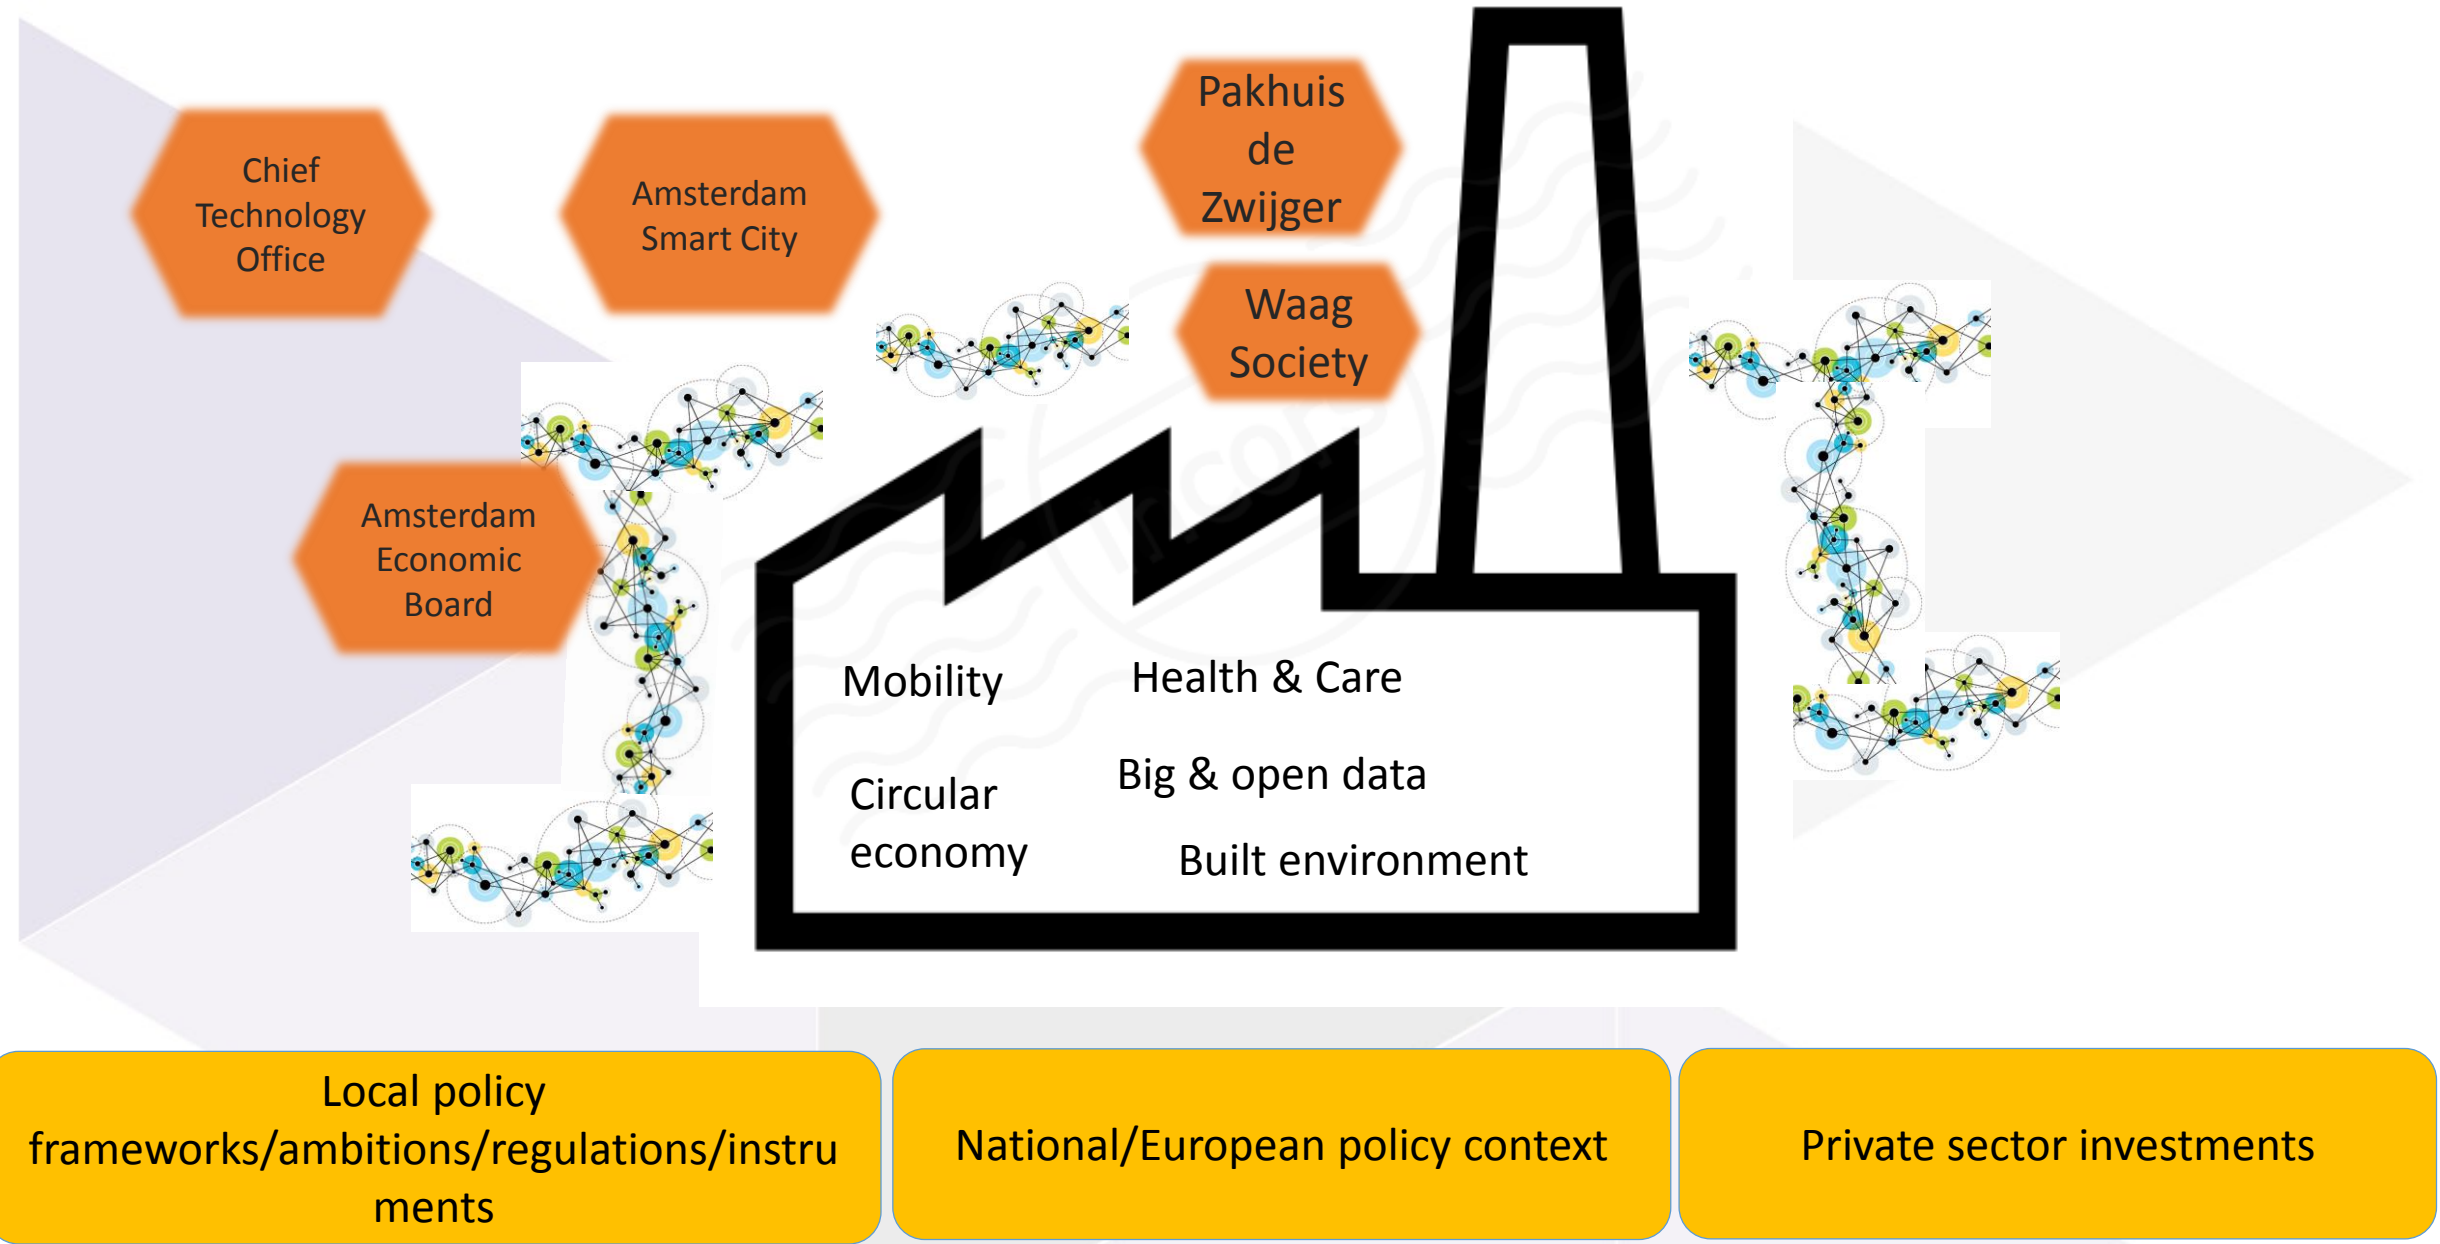 Chief
Technology
Office
Amsterdam
Smart City
Pakhuis
de
Zwijger
Waag
Society
Amsterdam
Economic
Board
Mobility
Health & Care
Circular
economy
Big & open data
Built environment
Local policy
frameworks/ambitions/regulations/instru
ments
National/European policy context
Private sector investments